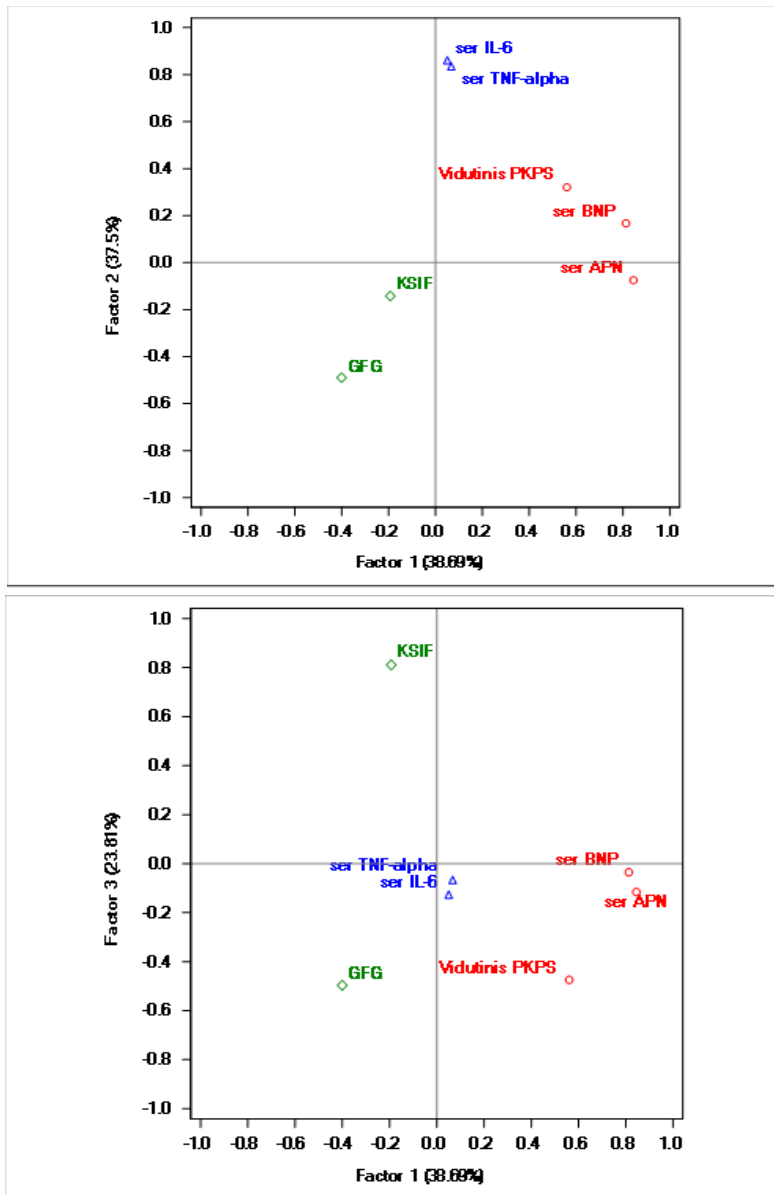 1.0
ser IL-6
0.8
ser TNF-alpha
0.6
0.4
Vidutinis PKPS
0.2
ser BNP
0.0
ser APN
KSIF
-0.2
-0.4
GFG
-0.6
-0.8
-1.0
Factor 2 (37.5%)
-1.0 -0.8 -0.6 -0.4 -0.2 0.0 0.2 0.4 0.6 0.8 1.0
Factor 1 (38.69%)
1.0
KSIF
0.8
0.6
0.4
0.2
0.0
ser TNF-alpha
ser BNP
ser IL-6
ser APN
-0.2
-0.4
GFG
Vidutinis PKPS
-0.6
-0.8
-1.0
Factor 3 (23.81%)
-1.0 -0.8 -0.6 -0.4 -0.2 0.0 0.2 0.4 0.6 0.8 1.0
Factor 1 (38.69%)